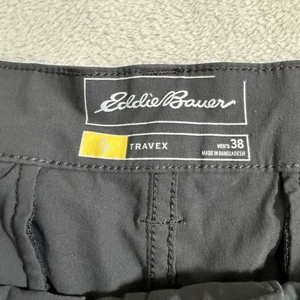 Eddie Bauer
TRAVEX
MEN'S 38
MADE IN BANGLADESH